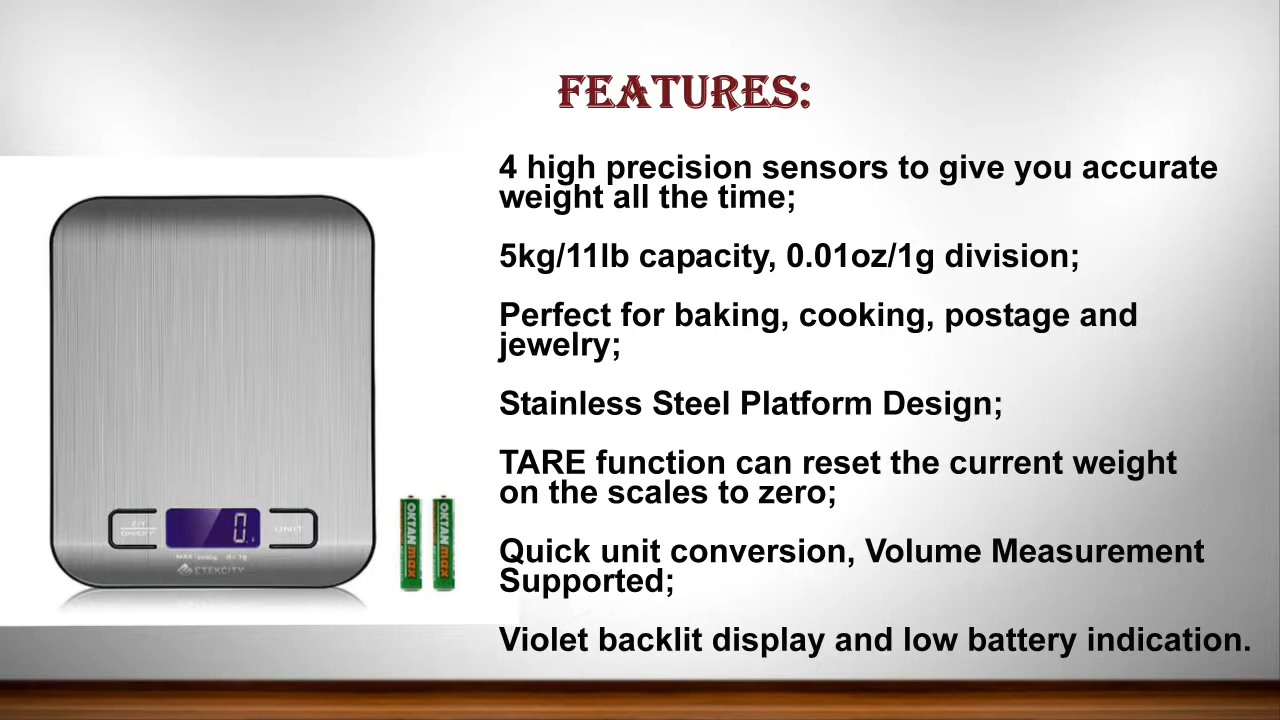 FEATURES:
4 high precision sensors to give you accurate
weight all the time;
5kg/11lb capacity, 0.01oz/1g division;
Perfect for baking, cooking, postage and
jewelry;
Stainless Steel Platform Design;
TARE function can reset the current weight
on the scales to zero;
Quick unit conversion, Volume Measurement
Supported;
Violet backlit display and low battery indication.
0
UNIT
ON/OFF
ETEKCITY
OKTAN max
OKTAN max